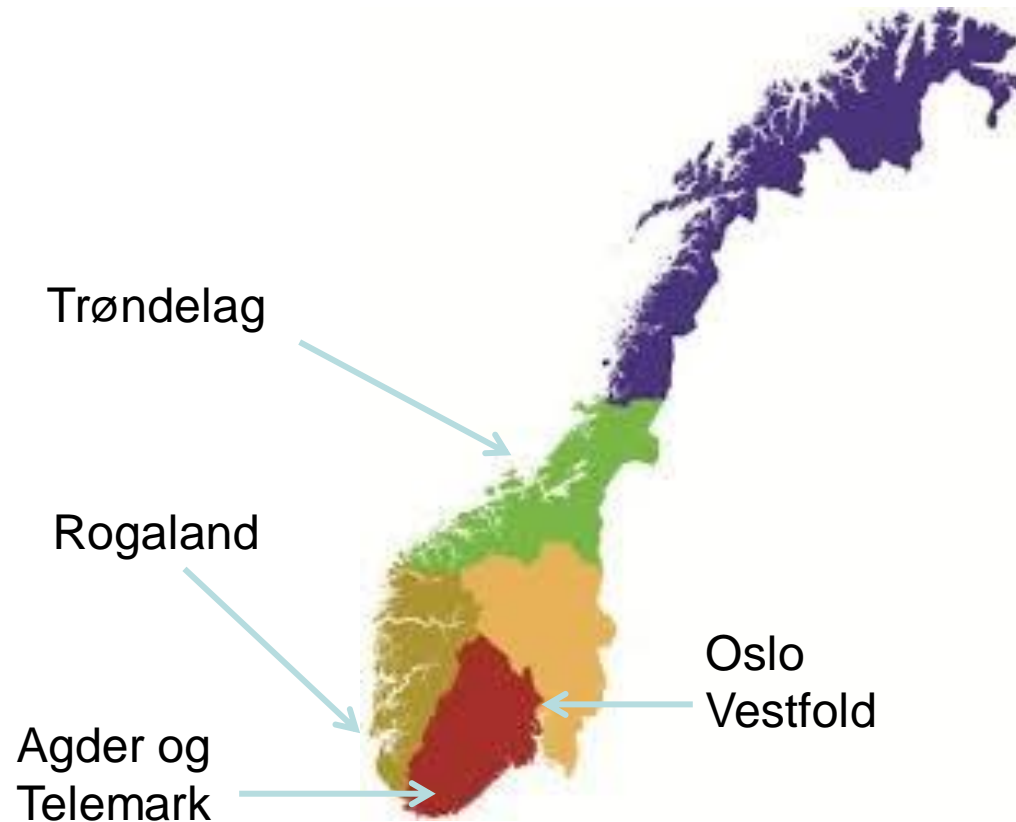 Trøndelag
Rogaland
Oslo
Vestfold
Agder og
Telemark